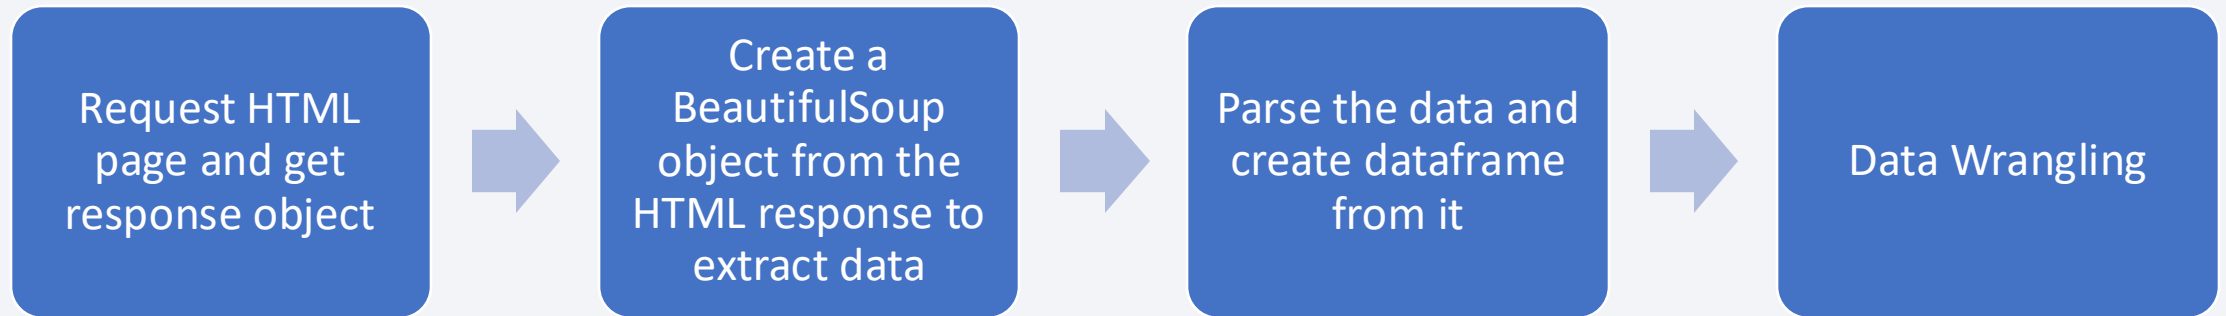 Request HTML
page and get
response object
Create a
BeautifulSoup
object from the
HTML response to
extract data
Parse the data and
create dataframe
from it
Data Wrangling